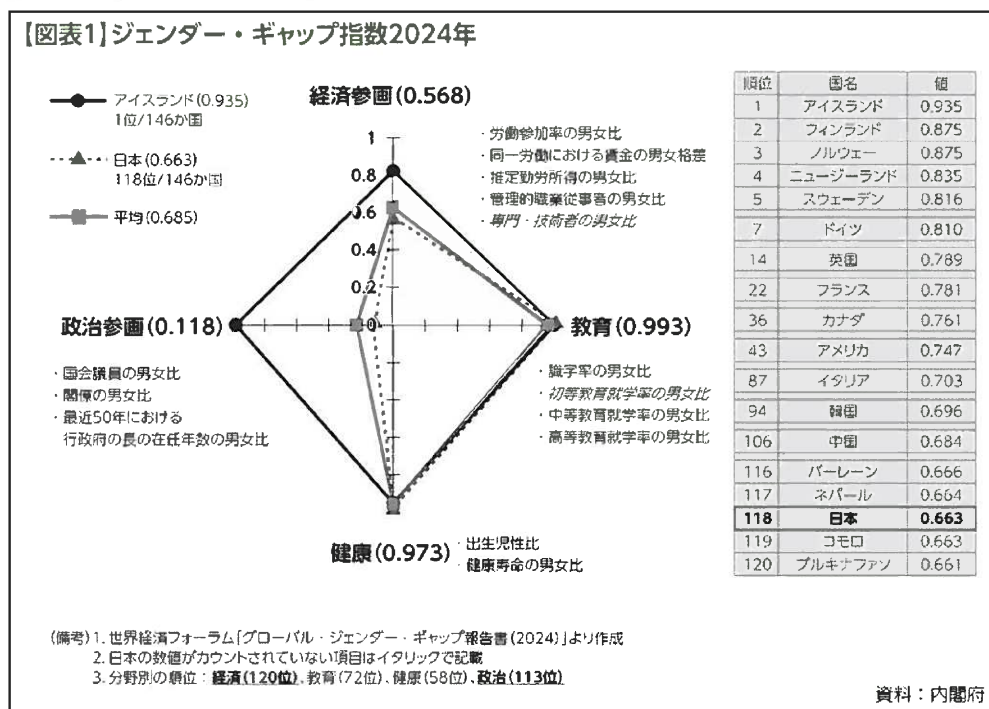 【図表1】ジェンダー・ギャップ指数2024年
アイスランド(0.935)
1位/146か国
日本(0.663)
118位/146か国
平均(0.685)
経済参画(0.568)
・労働参加率の男女比
・同一労働における賃金の男女格差
・推定勤労所得の男女比
・管理的職業従事者の男女比
・専門・技術者の男女比
1
0.8
0.6
0.4
0.2
0
政治参画(0.118)
・国会議員の男女比
・閣僚の男女比
・最近50年における
行政府の長の在任年数の男女比
教育(0.993)
・識字率の男女比
・初等教育就学率の男女比
・中等教育就学率の男女比
・高等教育就学率の男女比
健康(0.973)
・出生児性比
・健康寿命の男女比
順位 国名 値
1 アイスランド 0.935
2 フィンランド 0.875
3 ノルウェー 0.875
4 ニュージーランド 0.835
5 スウェーデン 0.816
7 ドイツ 0.810
14 英国 0.789
22 フランス 0.781
36 カナダ 0.761
43 アメリカ 0.747
87 イタリア 0.703
94 韓国 0.696
106 中国 0.684
116 バーレーン 0.666
117 ネパール 0.664
118 日本 0.663
119 コモロ 0.663
120 ブルキナファソ 0.661
(備考)1. 世界経済フォーラム「グローバル・ジェンダー・ギャップ報告書(2024)」より作成
2. 日本の数値がカウントされていない項目はイタリックで記載
3. 分野別の順位：経済(120位)、教育(72位)、健康(58位)、政治(113位)
資料：内閣府